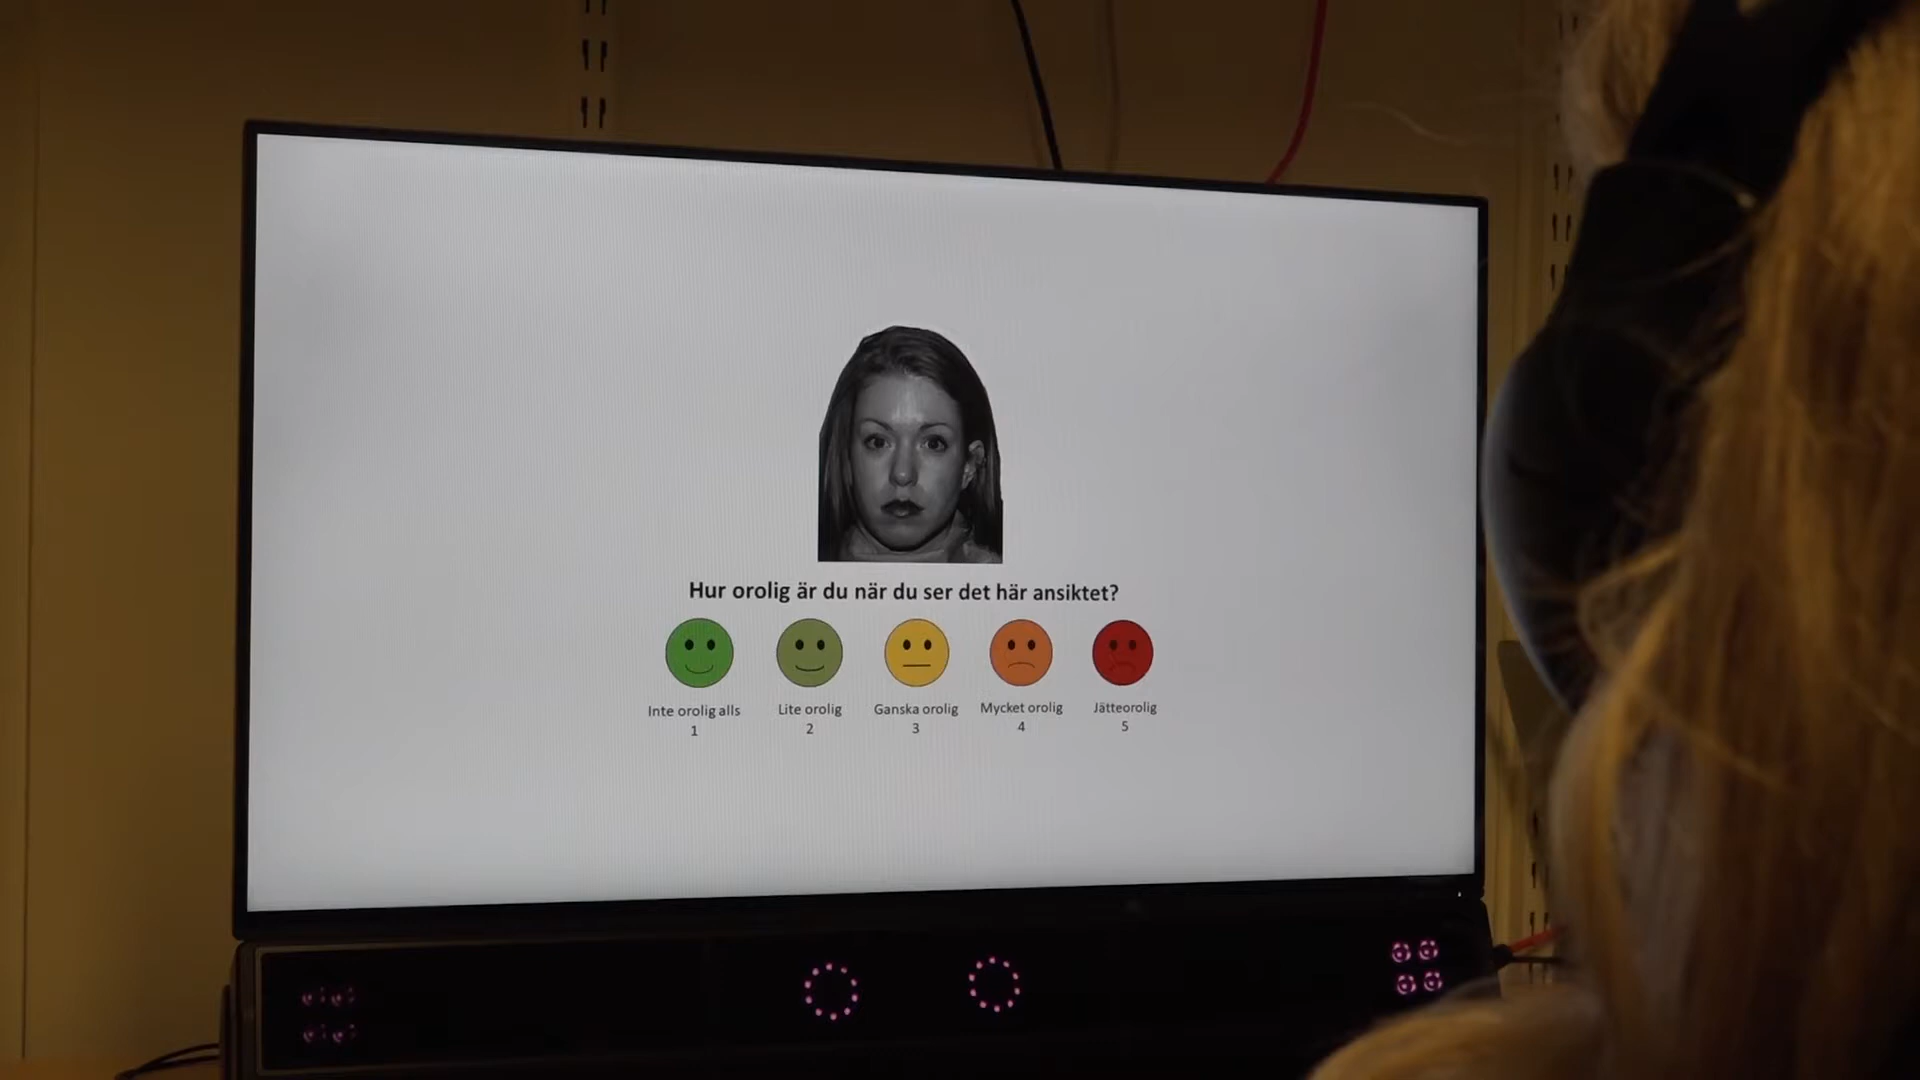 Hur orolig är du när du ser det här ansiktet?
Inte orolig alls
1
Lite orolig
2
Ganska orolig
3
Mycket orolig
4
Jätteorolig
5